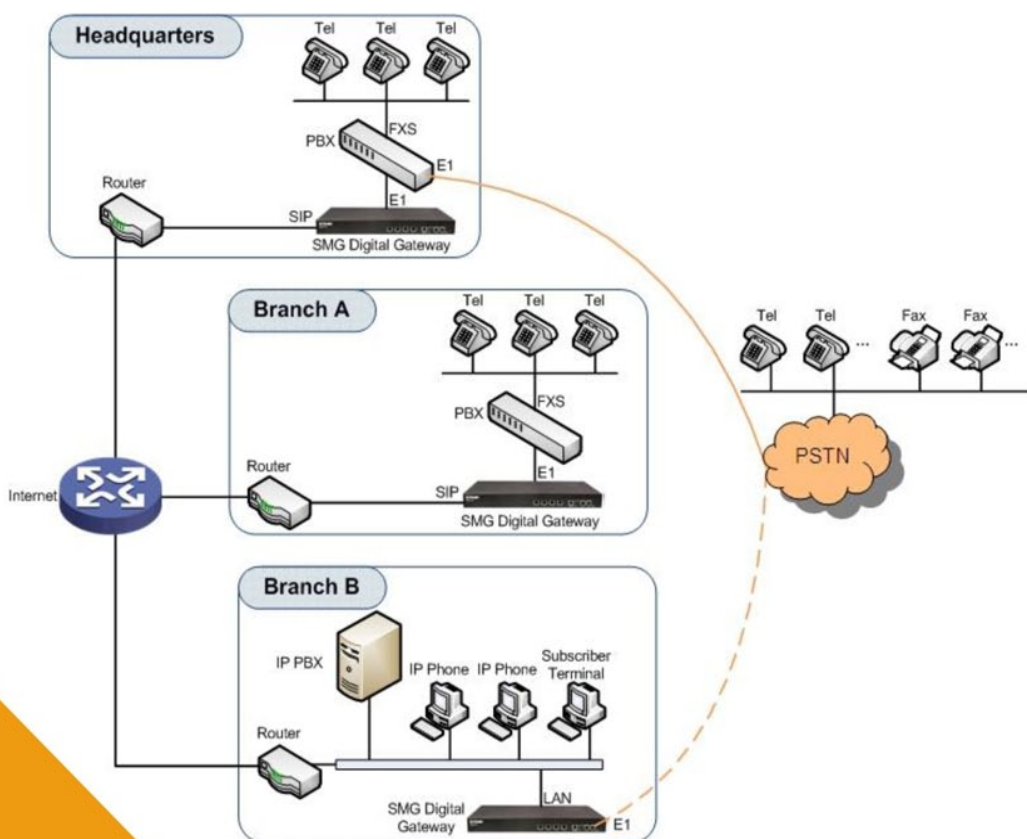 Headquarters
Tel Tel Tel
FXS
PBX
E1
Router
E1
SIP
SMG Digital Gateway
Branch A
Tel Tel Tel
Tel Tel ... Fax Fax ...
FXS
PBX
PSTN
Router
E1
Internet
SIP
SMG Digital Gateway
Branch B
IP PBX
IP Phone IP Phone Subscriber
Terminal
Router
LAN
SMG Digital
Gateway
E1